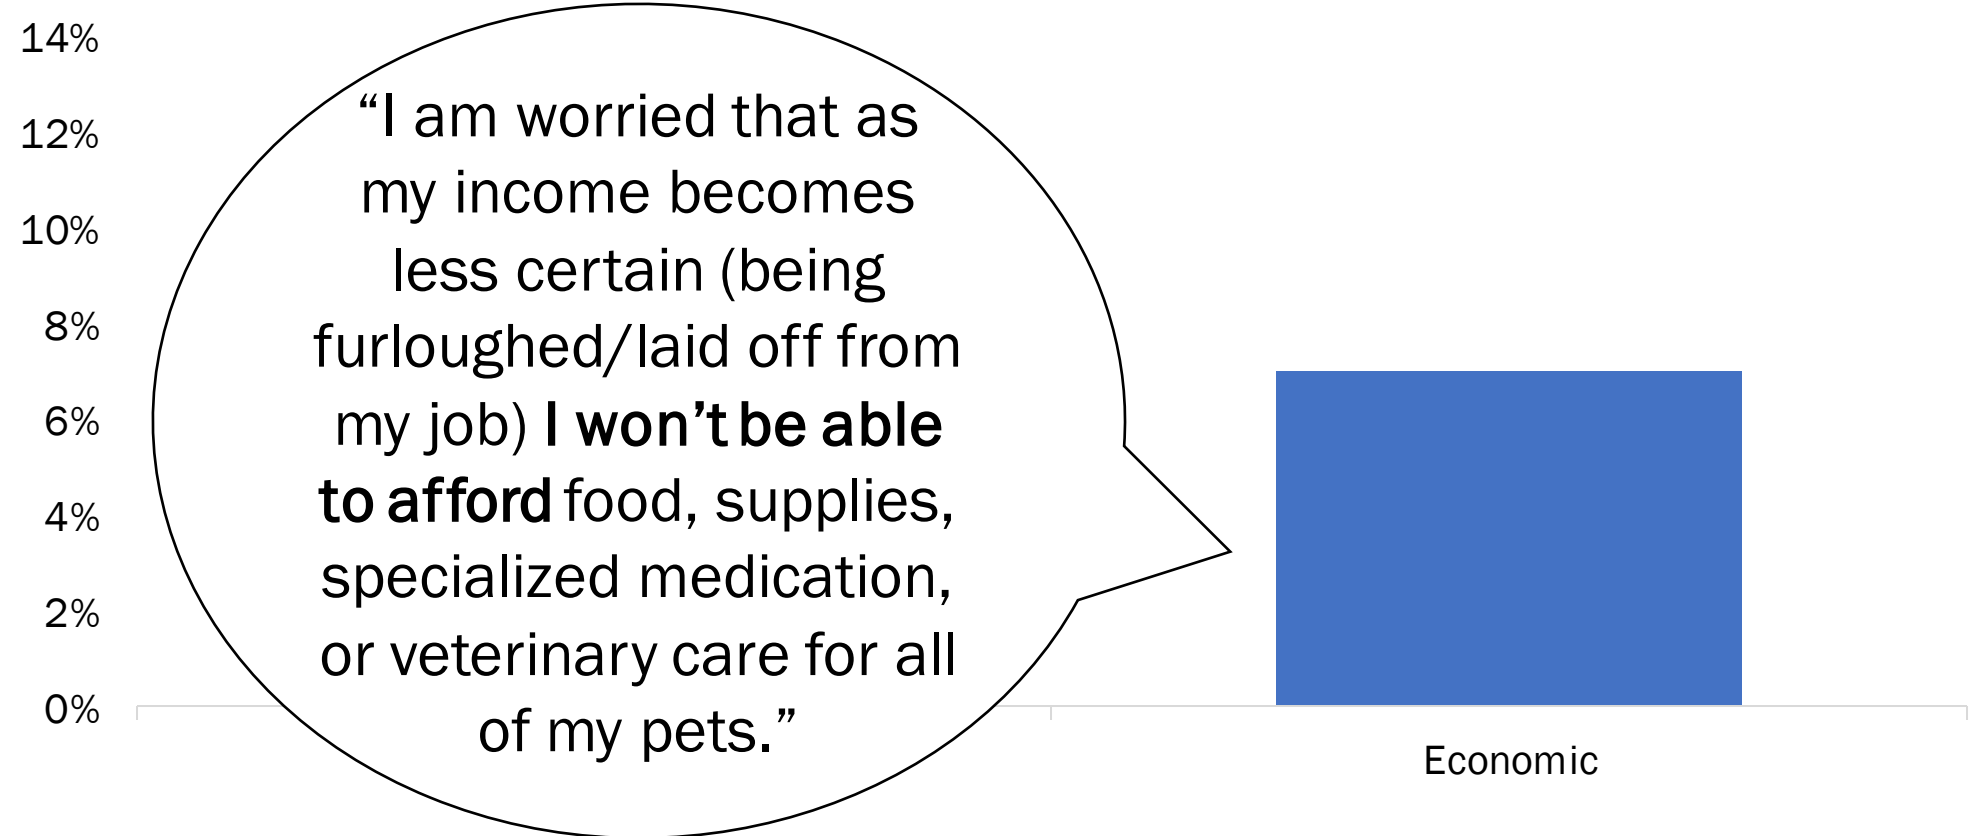 14%
12%
10%
8%
6%
4%
2%
0%
“I am worried that as
my income becomes
less certain (being
furloughed/laid off from
my job) I won’t be able
to afford food, supplies,
specialized medication,
or veterinary care for all
of my pets.”
Economic